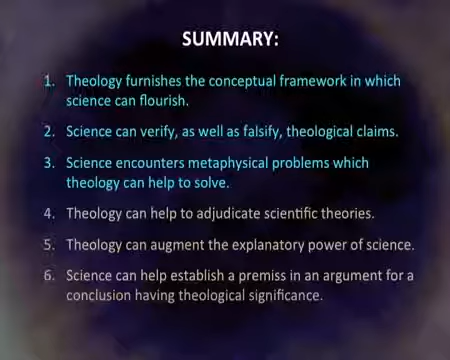 SUMMARY:
1. Theology furnishes the conceptual framework in which
science can flourish.
2. Science can verify, as well as falsify, theological claims.
3. Science encounters metaphysical problems which
theology can help to solve.
4. Theology can help to adjudicate scientific theories.
5. Theology can augment the explanatory power of science.
6. Science can help establish a premiss in an argument for a
conclusion having theological significance.